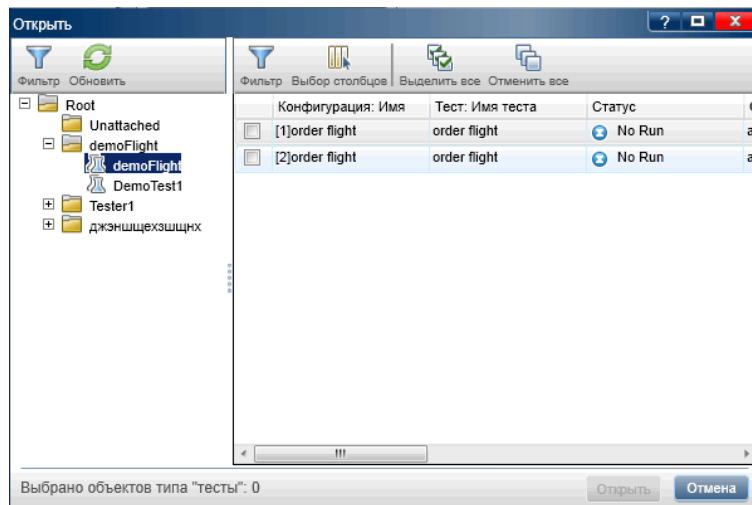 Открыть
Фильтр Обновить
Фильтр Выбор столбцов Выделить все Отменить все
Root
Unattached
demoFlight
demoFlight
DemoTest1
Tester1
джэншщехзшщнх
Конфигурация: Имя Тест: Имя теста Статус
[1]order flight order flight No Run
[2]order flight order flight No Run
Выбрано объектов типа "тесты": 0
Открыть Отмена